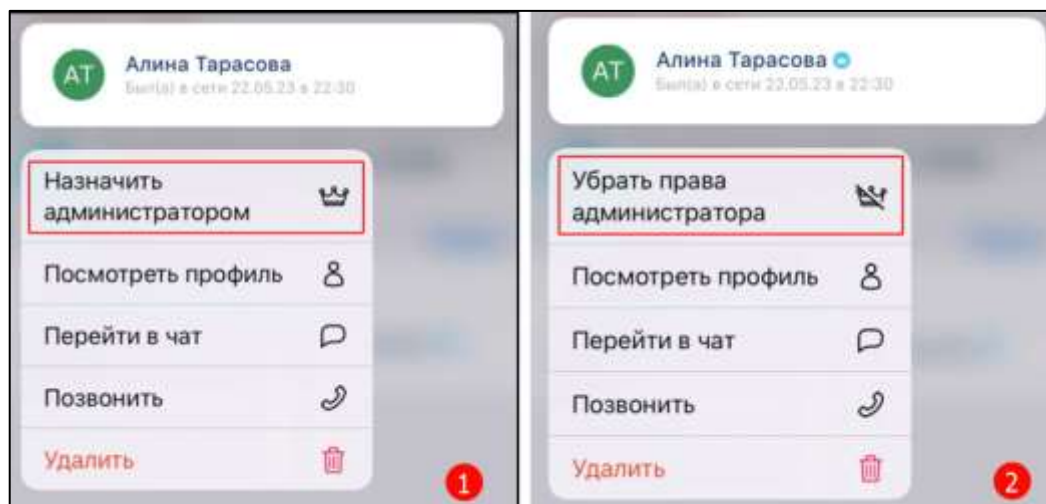 АТ
Алина Тарасова
Был(а) в сети 22.05.23 в 22:30
Назначить
администратором
Посмотреть профиль
Перейти в чат
Позвонить
Удалить
1
АТ
Алина Тарасова
Был(а) в сети 22.05.23 в 22:30
Убрать права
администратора
Посмотреть профиль
Перейти в чат
Позвонить
Удалить
2